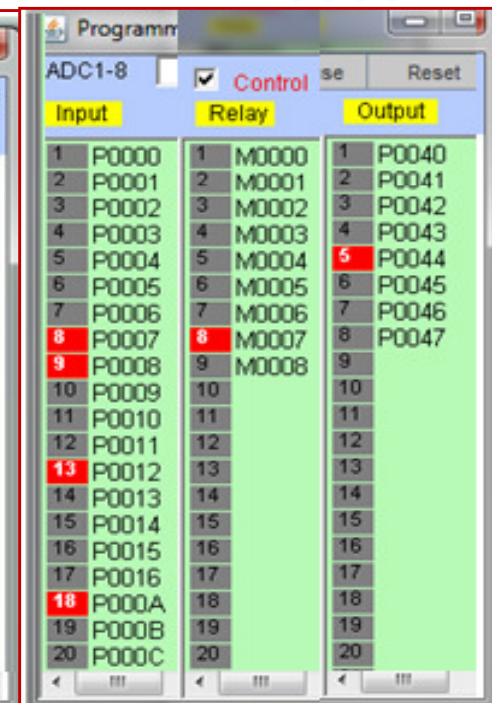 Programm
ADC1-8 Control se Reset
Input Relay Output
1 P0000 1 M0000 1 P0040
2 P0001 2 M0001 2 P0041
3 P0002 3 M0002 3 P0042
4 P0003 4 M0003 4 P0043
5 P0004 5 M0004 5 P0044
6 P0005 6 M0005 6 P0045
7 P0006 7 M0006 7 P0046
8 P0007 8 M0007 8 P0047
9 P0008 9 M0008 9
10 P0009 10 10
11 P0010 11 11
12 P0011 12 12
13 P0012 13 13
14 P0013 14 14
15 P0014 15 15
16 P0015 16 16
17 P0016 17 17
18 P000A 18 18
19 P000B 19 19
20 P000C 20 20